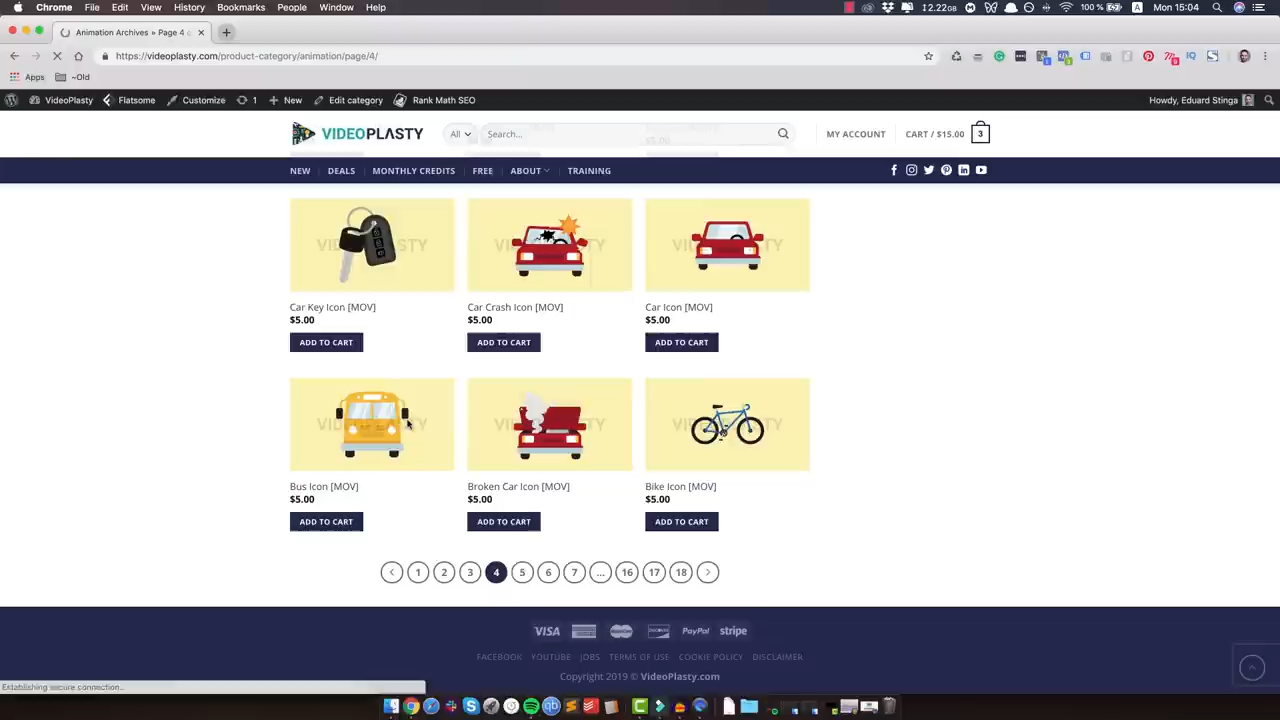 Chrome File Edit View History Bookmarks People Window Help
100 %
Mon 15:04
Animation Archives » Page 4
https://videoplasty.com/product-category/animation/page/4/
Apps ~Old
VideoPlasty Flatsome Customize 1 New Edit category Rank Math SEO
Howdy, Eduard Stinga
VIDEOPLASTY
All Search...
MY ACCOUNT CART / $15.00 3
NEW DEALS MONTHLY CREDITS FREE ABOUT TRAINING
Car Key Icon [MOV] Car Crash Icon [MOV] Car Icon [MOV]
$5.00 $5.00 $5.00
ADD TO CART ADD TO CART ADD TO CART
Bus Icon [MOV] Broken Car Icon [MOV] Bike Icon [MOV]
$5.00 $5.00 $5.00
ADD TO CART ADD TO CART ADD TO CART
1 2 3 4 5 6 7 ... 16 17 18
VISA DISCOVER PayPal stripe
FACEBOOK YOUTUBE JOBS TERMS OF USE COOKIE POLICY DISCLAIMER
Copyright 2019 © VideoPlasty.com
Establishing secure connection...